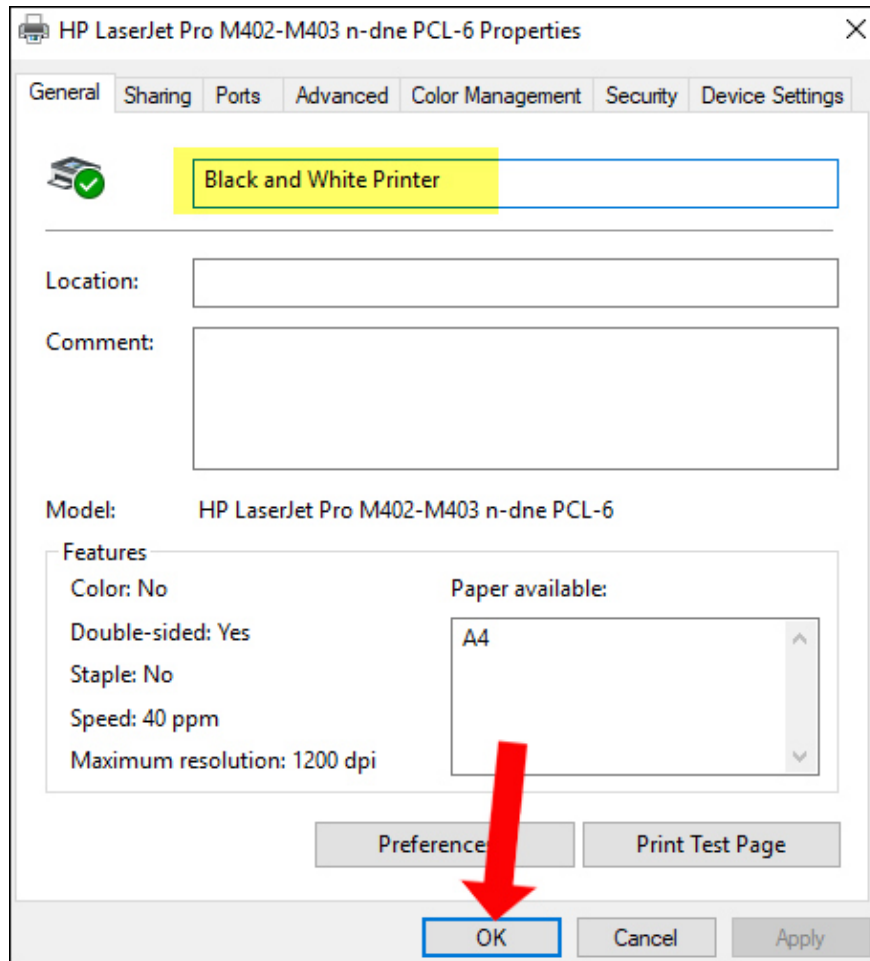 HP LaserJet Pro M402-M403 n-dne PCL-6 Properties
General Sharing Ports Advanced Color Management Security Device Settings
Black and White Printer
Location:
Comment:
Model: HP LaserJet Pro M402-M403 n-dne PCL-6
Features
Color: No
Paper available:
Double-sided: Yes
A4
Staple: No
Speed: 40 ppm
Maximum resolution: 1200 dpi
Preference
Print Test Page
OK Cancel Apply